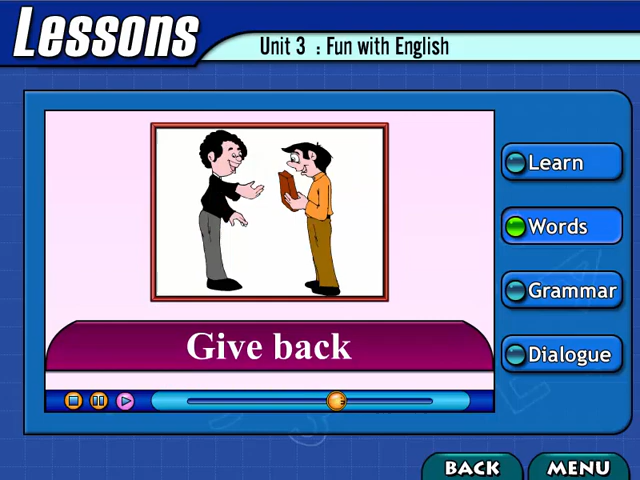 Lessons
Unit 3 : Fun with English
Learn
Words
Grammar
Dialogue
Give back
BACK
MENU